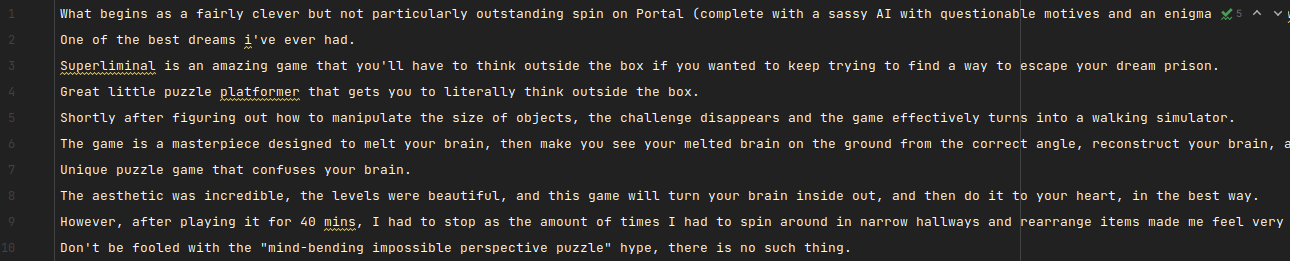 1 What begins as a fairly clever but not particularly outstanding spin on Portal (complete with a sassy AI with questionable motives and an enigma 5
2 One of the best dreams i've ever had.
3 Superliminal is an amazing game that you'll have to think outside the box if you wanted to keep trying to find a way to escape your dream prison.
4 Great little puzzle platformer that gets you to literally think outside the box.
5 Shortly after figuring out how to manipulate the size of objects, the challenge disappears and the game effectively turns into a walking simulator.
6 The game is a masterpiece designed to melt your brain, then make you see your melted brain on the ground from the correct angle, reconstruct your brain, a
7 Unique puzzle game that confuses your brain.
8 The aesthetic was incredible, the levels were beautiful, and this game will turn your brain inside out, and then do it to your heart, in the best way.
9 However, after playing it for 40 mins, I had to stop as the amount of times I had to spin around in narrow hallways and rearrange items made me feel very
10 Don't be fooled with the "mind-bending impossible perspective puzzle" hype, there is no such thing.